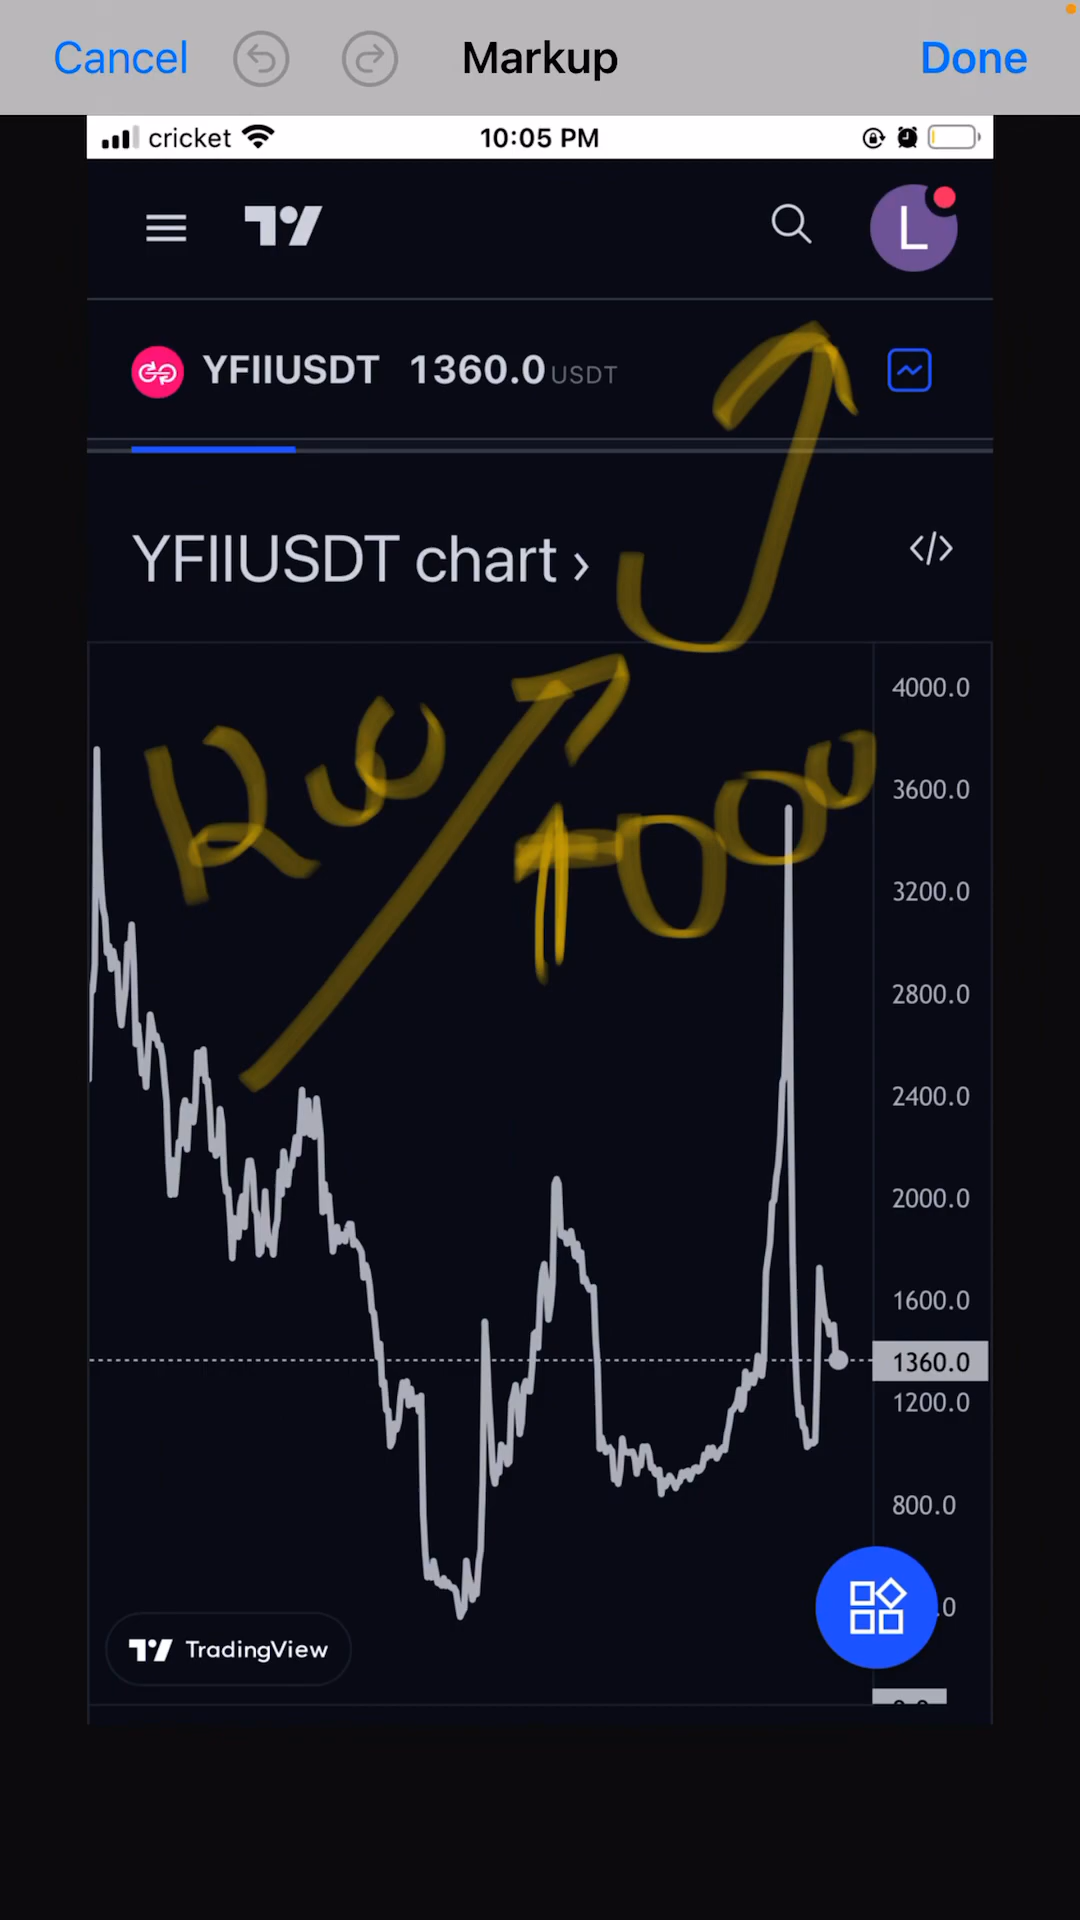 Cancel Markup Done
cricket 10:05 PM
L
YFIIUSDT 1360.0 USDT
YFIIUSDT chart ›
4000.0
3600.0
3200.0
2800.0
2400.0
2000.0
1600.0
1360.0
1200.0
800.0
TradingView